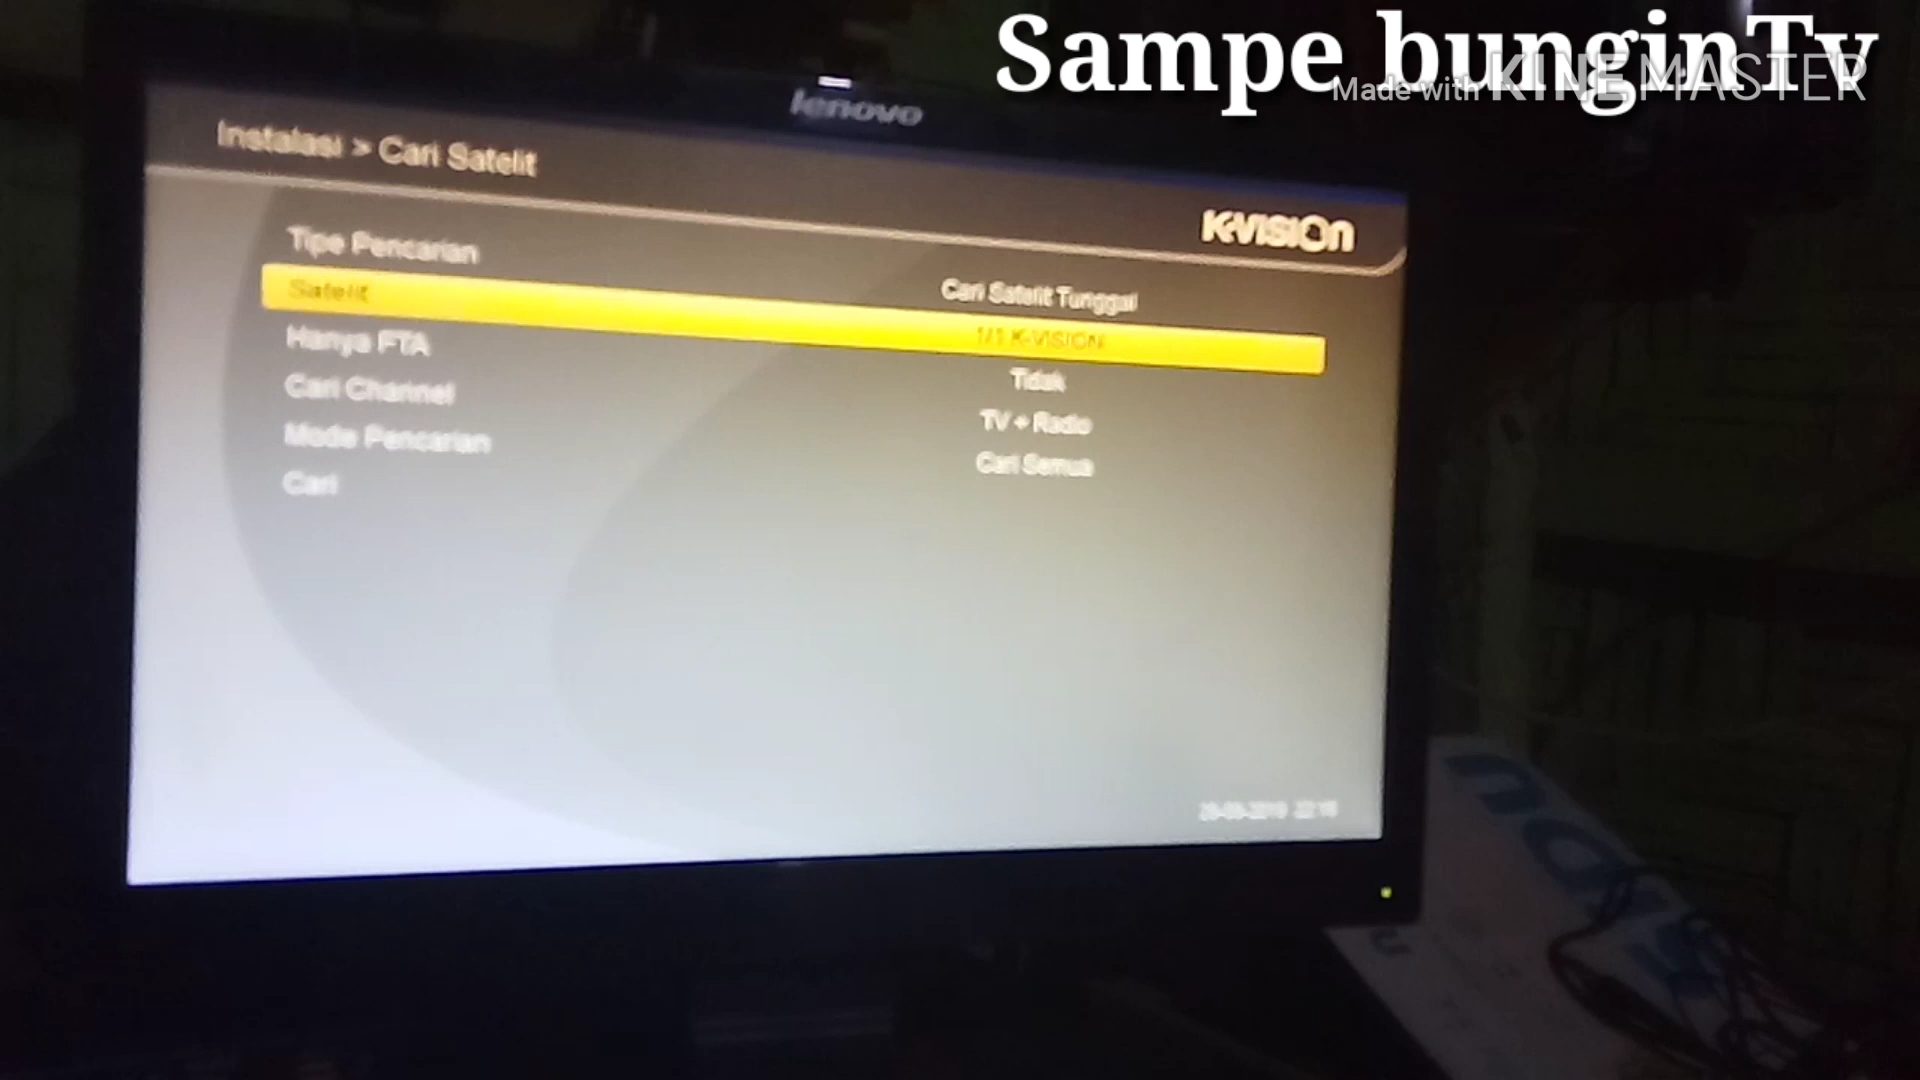 Sampe bunginTv
Made with KINEMASTER
lenovo
Instalasi > Cari Satelit
K-VISION
Tipe Pencarian Cari Satelit Tunggal
Satelit 1/1 K-VISION
Hanya FTA Tidak
Cari Channel TV + Radio
Mode Pencarian Cari Semua
Cari